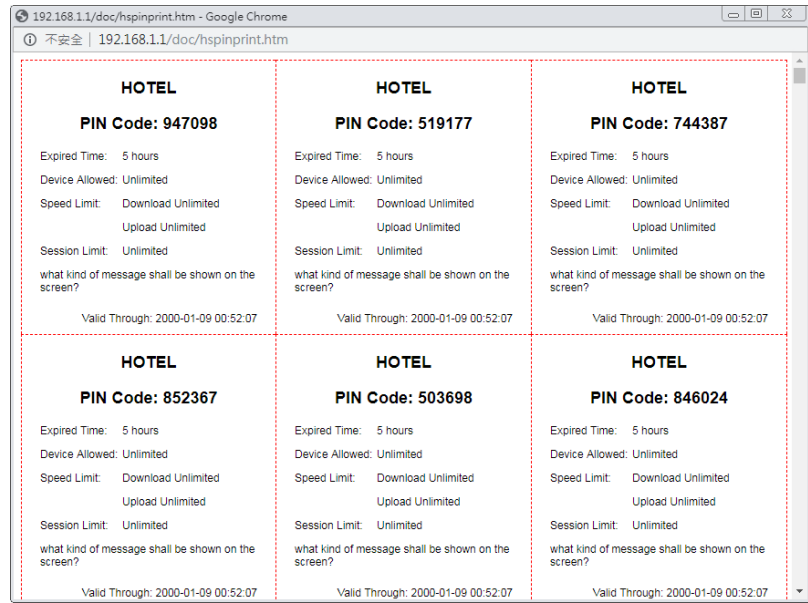 192.168.1.1/doc/hspinprint.htm - Google Chrome
不安全 | 192.168.1.1/doc/hspinprint.htm
HOTEL
PIN Code: 947098
Expired Time: 5 hours
Device Allowed: Unlimited
Speed Limit: Download Unlimited
Upload Unlimited
Session Limit: Unlimited
what kind of message shall be shown on the
screen?
Valid Through: 2000-01-09 00:52:07
HOTEL
PIN Code: 519177
Expired Time: 5 hours
Device Allowed: Unlimited
Speed Limit: Download Unlimited
Upload Unlimited
Session Limit: Unlimited
what kind of message shall be shown on the
screen?
Valid Through: 2000-01-09 00:52:07
HOTEL
PIN Code: 744387
Expired Time: 5 hours
Device Allowed: Unlimited
Speed Limit: Download Unlimited
Upload Unlimited
Session Limit: Unlimited
what kind of message shall be shown on the
screen?
Valid Through: 2000-01-09 00:52:07
HOTEL
PIN Code: 852367
Expired Time: 5 hours
Device Allowed: Unlimited
Speed Limit: Download Unlimited
Upload Unlimited
Session Limit: Unlimited
what kind of message shall be shown on the
screen?
Valid Through: 2000-01-09 00:52:07
HOTEL
PIN Code: 503698
Expired Time: 5 hours
Device Allowed: Unlimited
Speed Limit: Download Unlimited
Upload Unlimited
Session Limit: Unlimited
what kind of message shall be shown on the
screen?
Valid Through: 2000-01-09 00:52:07
HOTEL
PIN Code: 846024
Expired Time: 5 hours
Device Allowed: Unlimited
Speed Limit: Download Unlimited
Upload Unlimited
Session Limit: Unlimited
what kind of message shall be shown on the
screen?
Valid Through: 2000-01-09 00:52:07